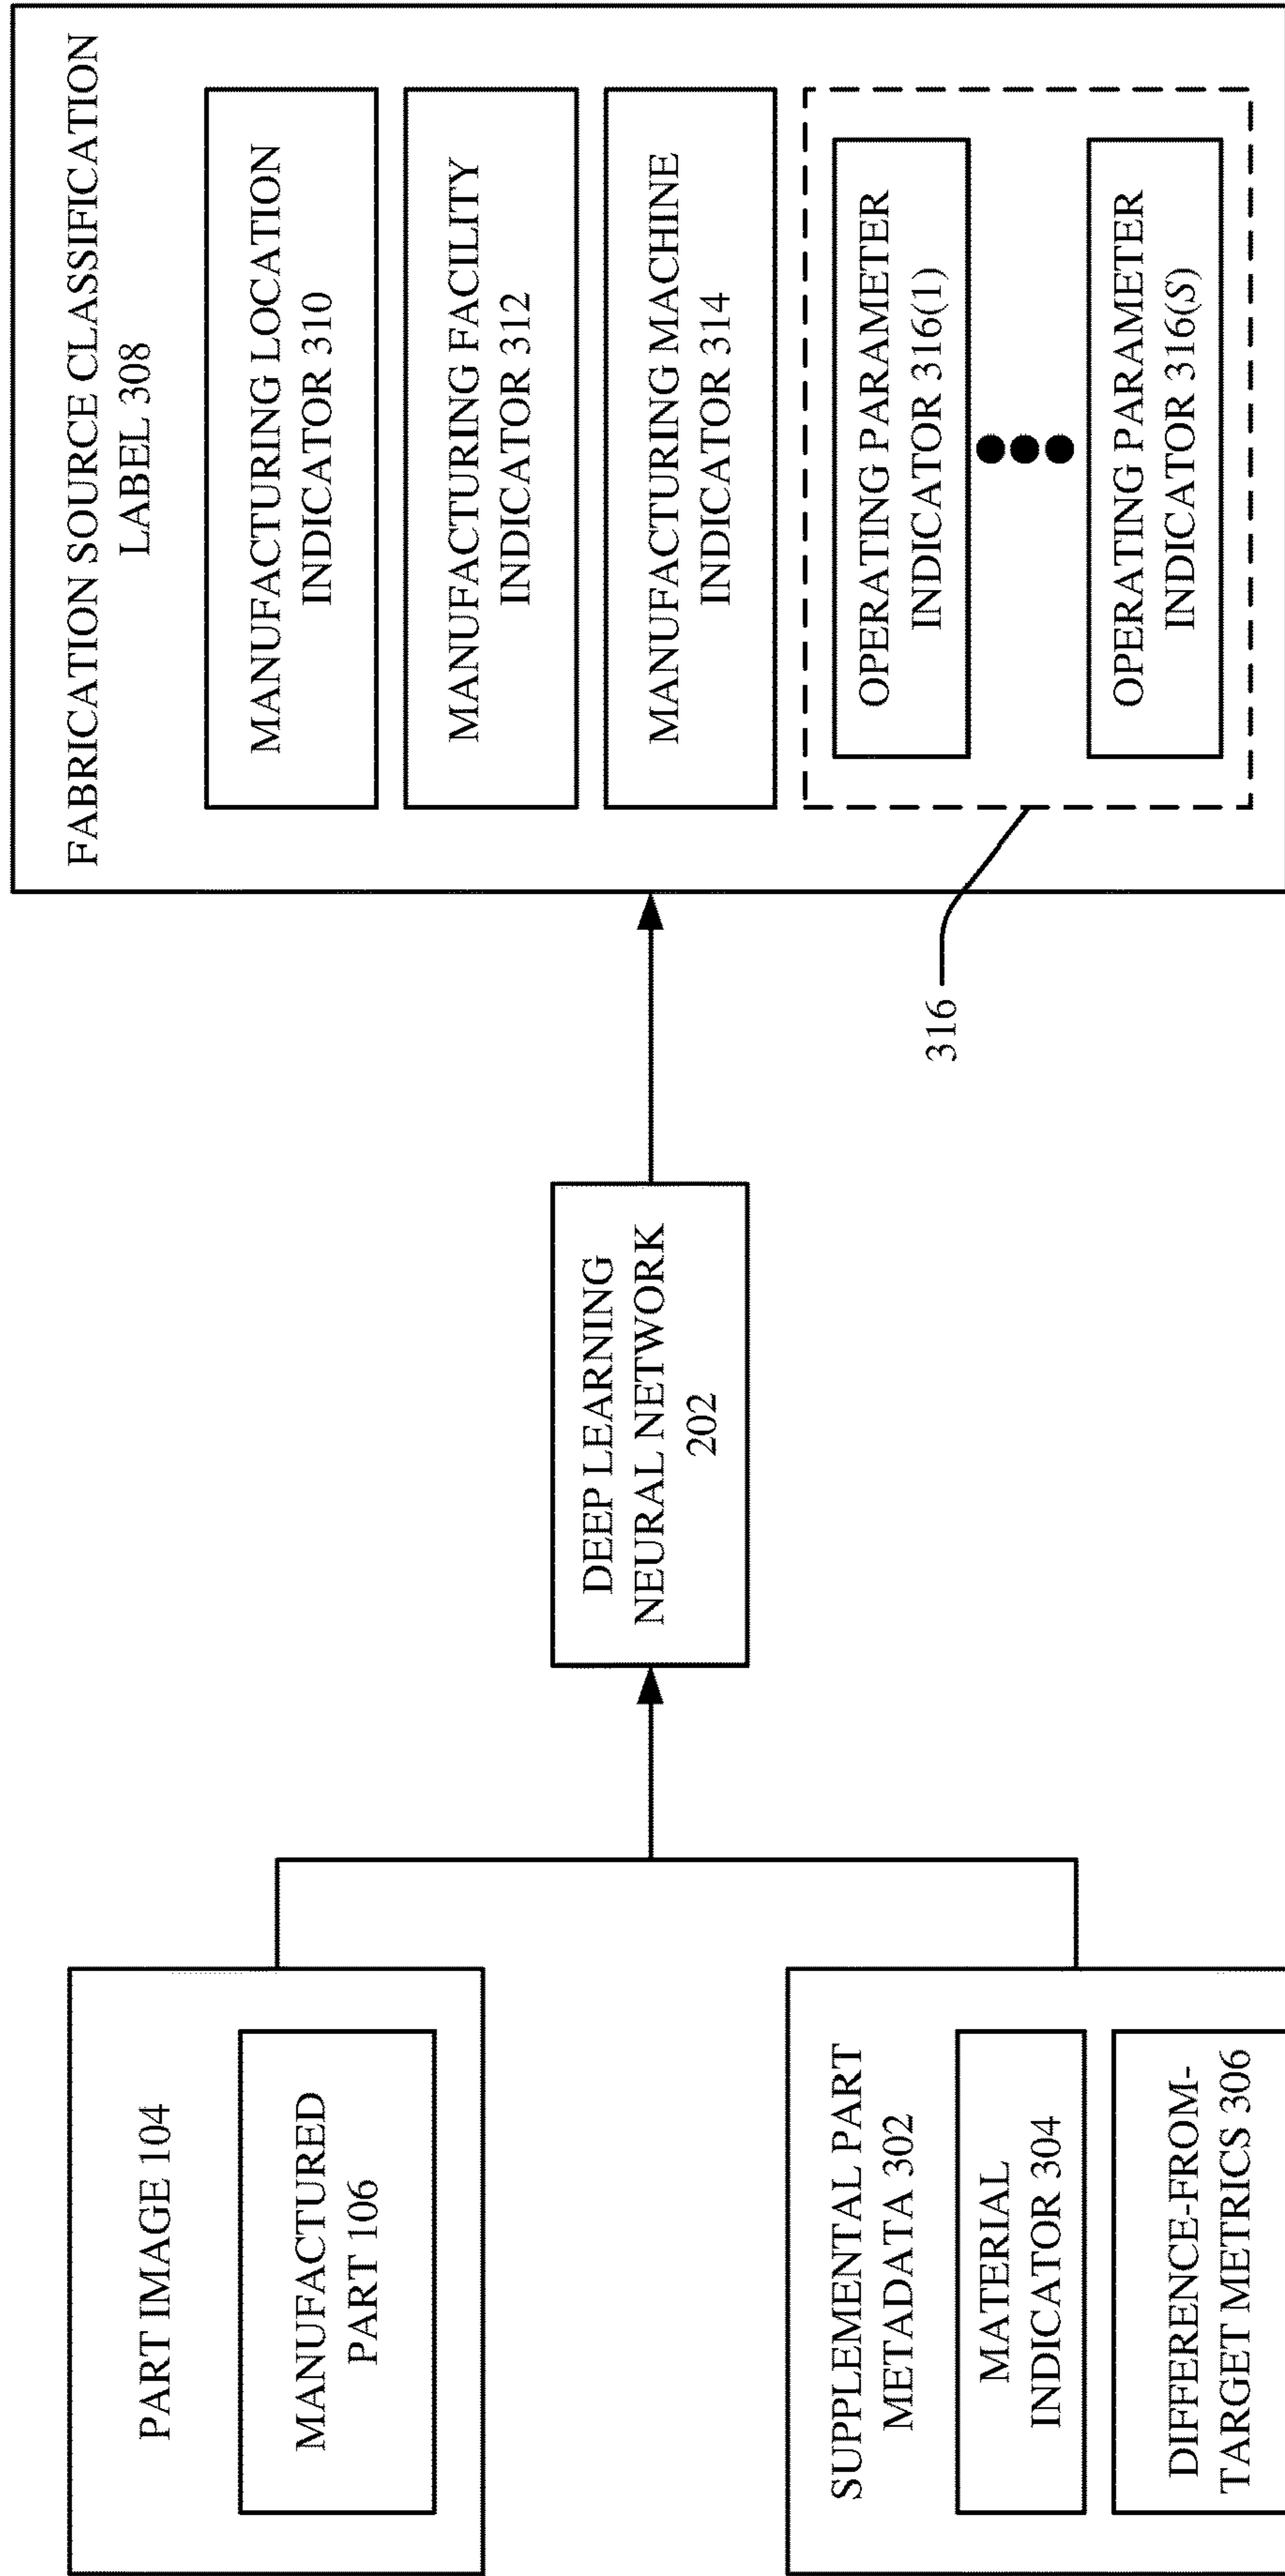 PART IMAGE 104
MANUFACTURED
PART 106
SUPPLEMENTAL PART
METADATA 302
MATERIAL
INDICATOR 304
DIFFERENCE-FROM-
TARGET METRICS 306
DEEP LEARNING
NEURAL NETWORK
202
FABRICATION SOURCE CLASSIFICATION
LABEL 308
MANUFACTURING LOCATION
INDICATOR 310
MANUFACTURING FACILITY
INDICATOR 312
MANUFACTURING MACHINE
INDICATOR 314
OPERATING PARAMETER
INDICATOR 316(1)
OPERATING PARAMETER
INDICATOR 316(S)
316